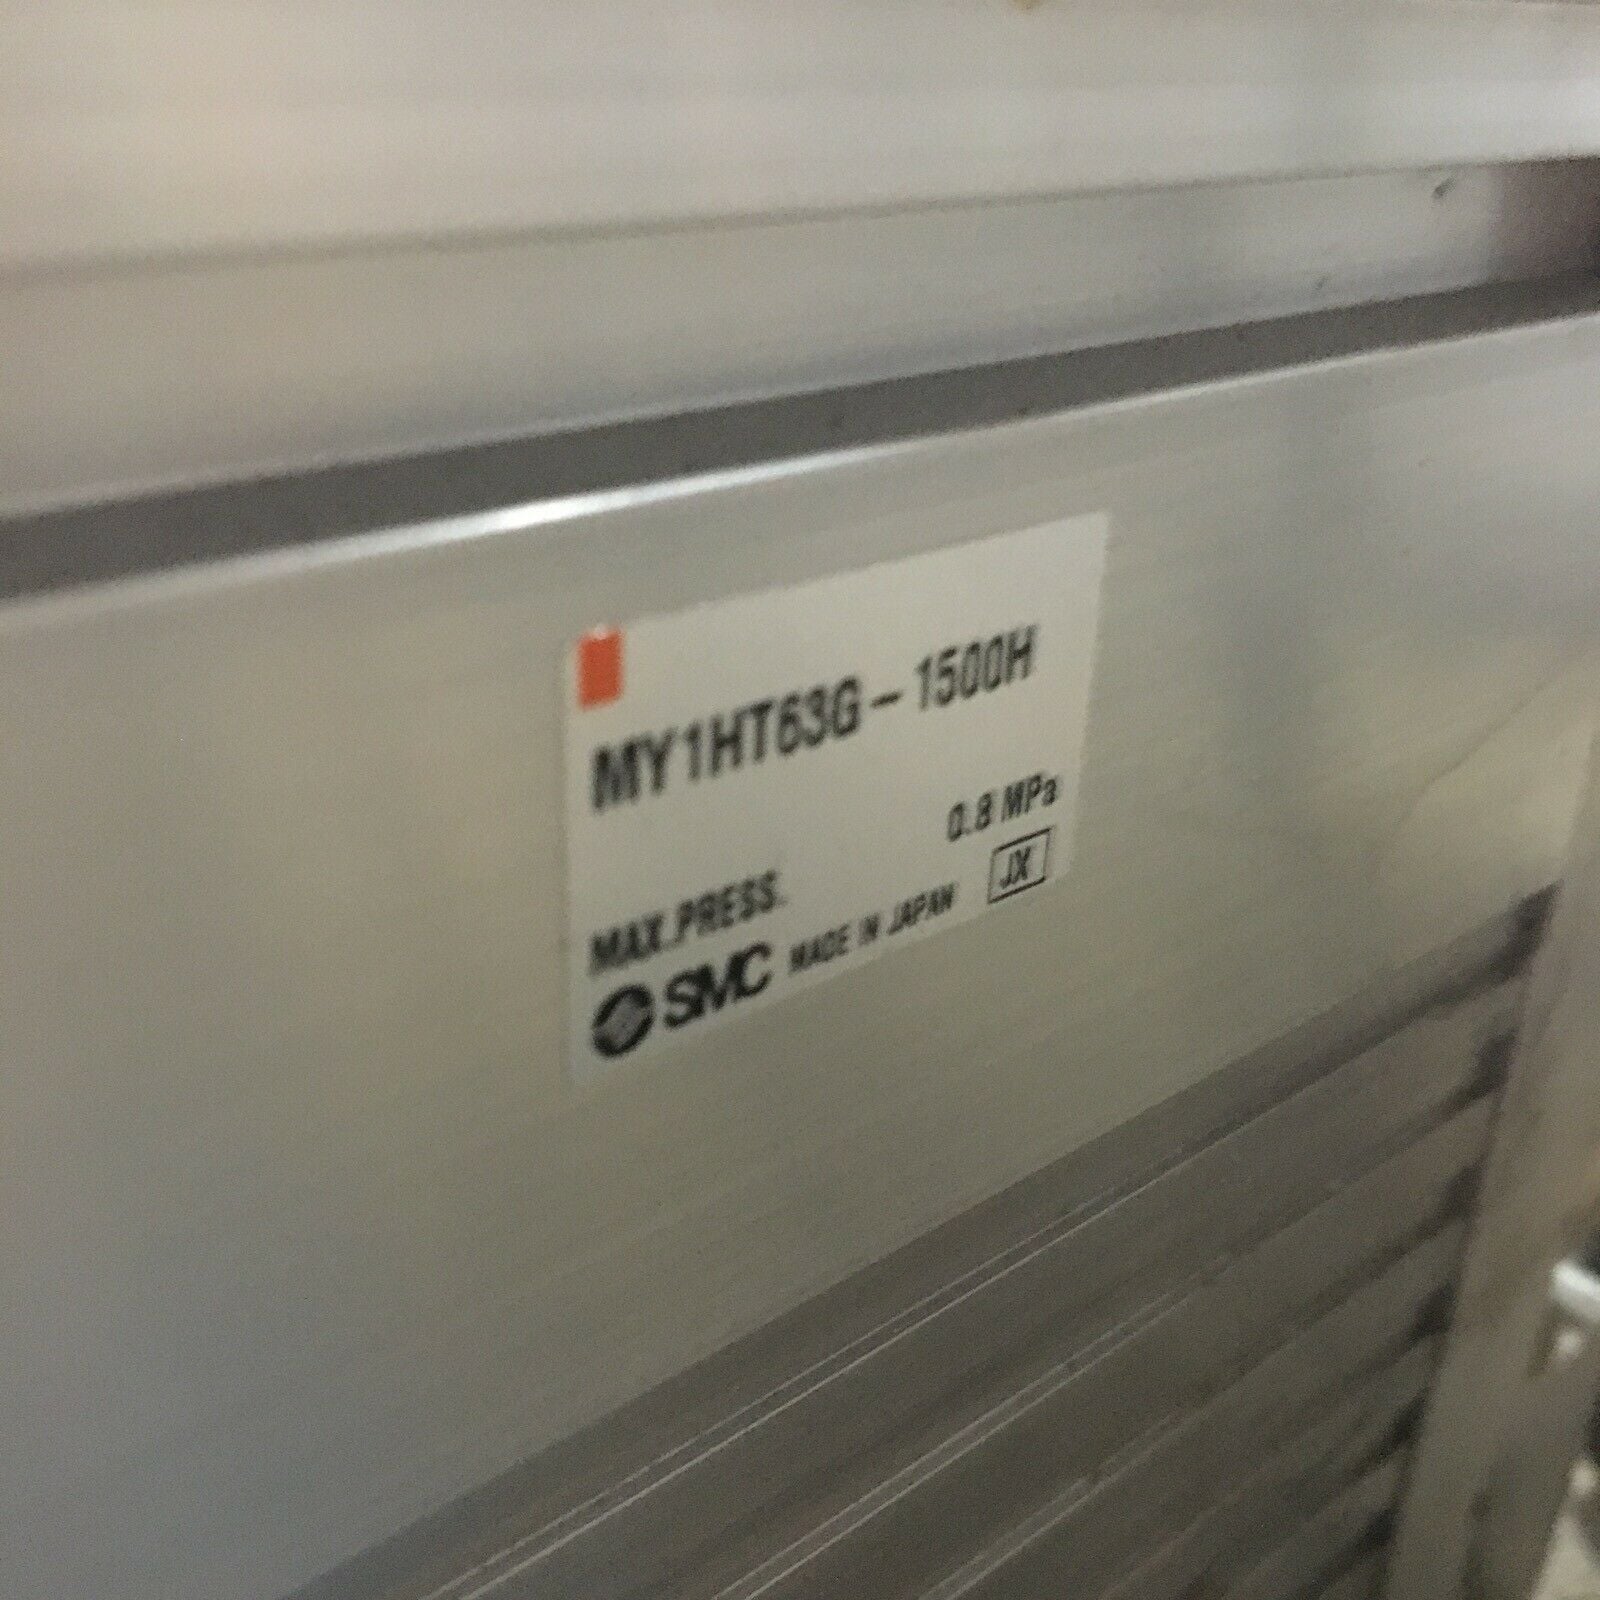 MY1HT63G-1500H
MAX.PRESS. 0.8 MPa
SMC MADE IN JAPAN JX